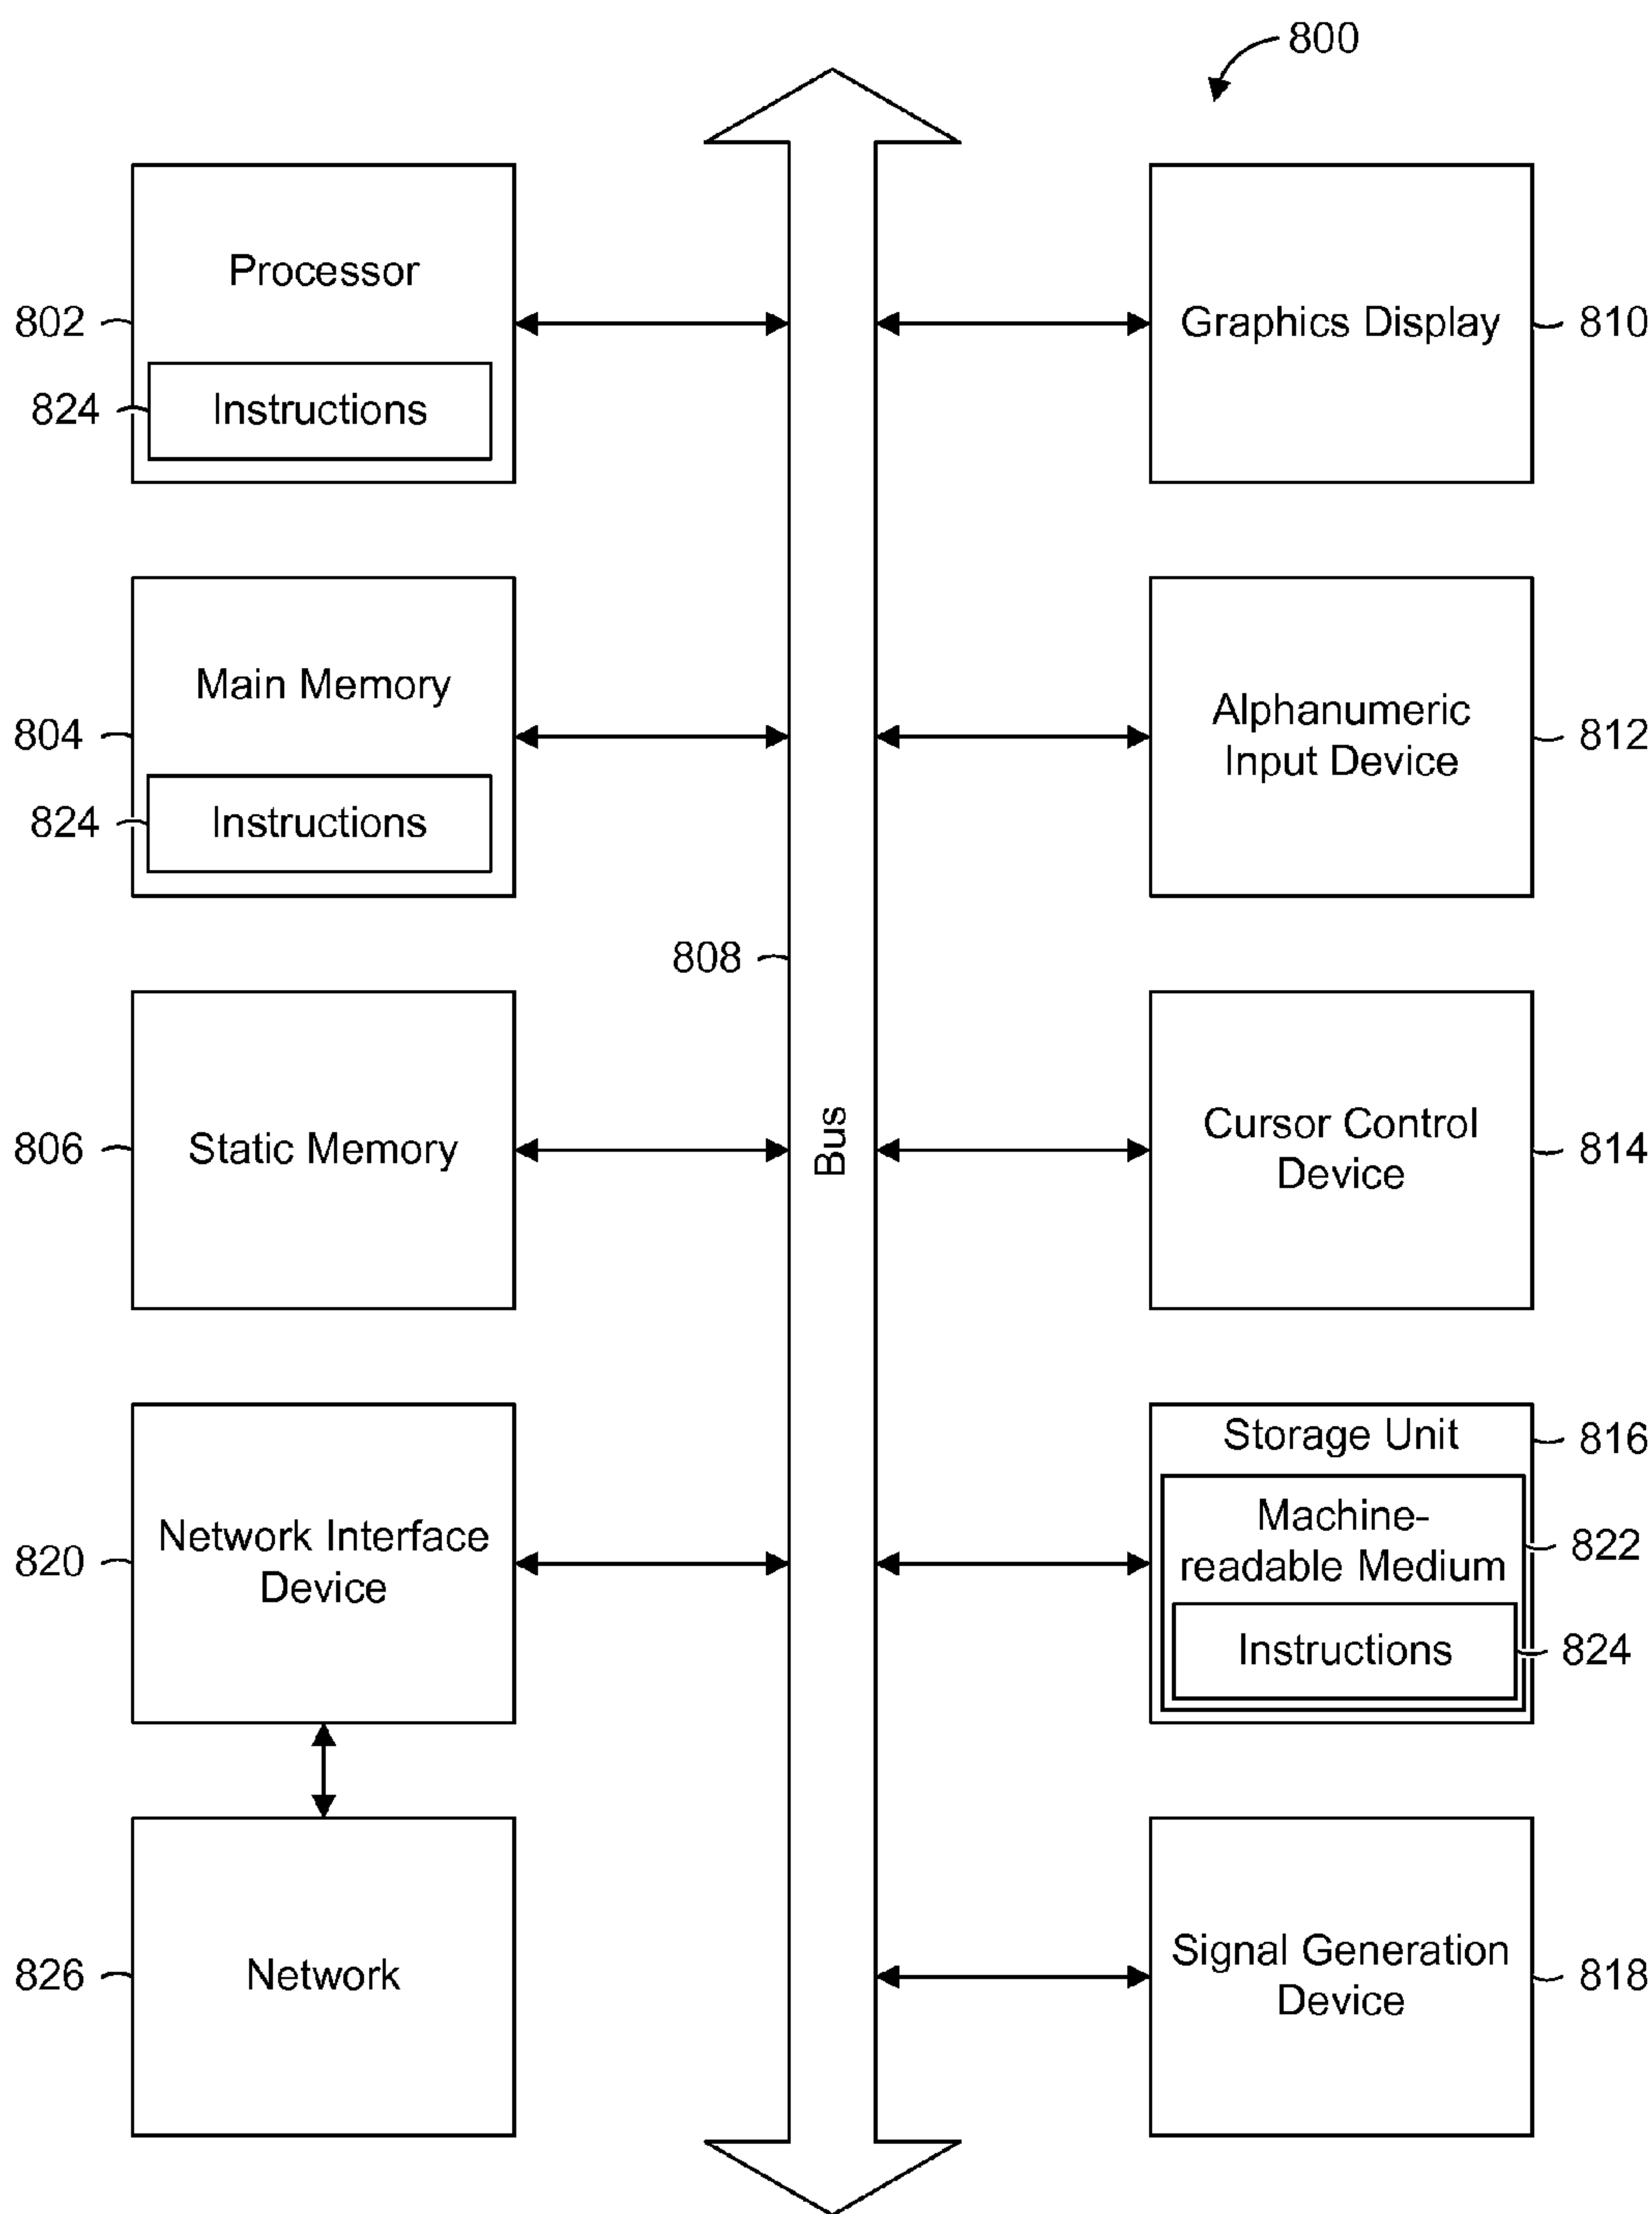 800
Processor
802
824
Instructions
Graphics Display
810
Main Memory
804
824
Instructions
Alphanumeric
Input Device
812
808
Bus
Static Memory
806
Cursor Control
Device
814
Network Interface
Device
820
Storage Unit
816
Machine-
readable Medium
822
Instructions
824
Network
826
Signal Generation
Device
818